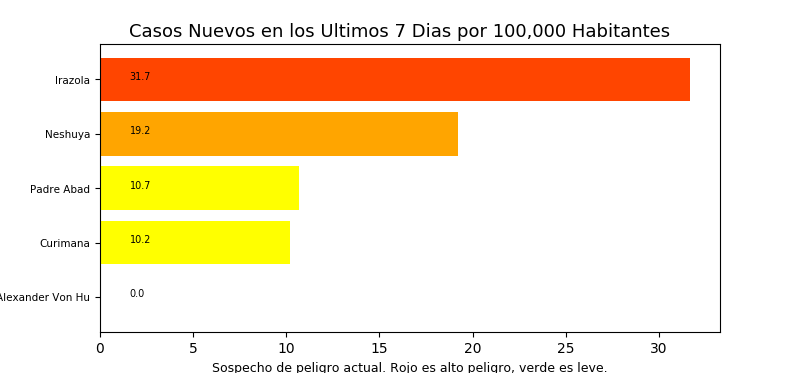 Casos Nuevos en los Ultimos 7 Dias por 100,000 Habitantes
Irazola 31.7
Neshuya 19.2
Padre Abad 10.7
Curimana 10.2
Alexander Von Hu 0.0
0 5 10 15 20 25 30
Sospecho de peligro actual. Rojo es alto peligro, verde es leve.